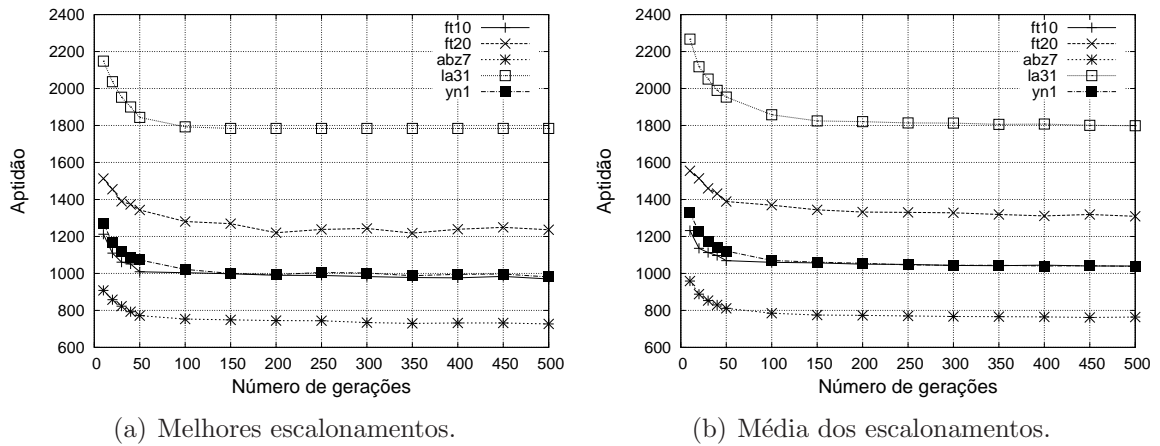 2400
2200
2000
1800
1600
1400
1200
1000
800
600
Aptidão
0 50 100 150 200 250 300 350 400 450 500
Número de gerações
ft10
ft20
abz7
la31
yn1
(a) Melhores escalonamentos.
2400
2200
2000
1800
1600
1400
1200
1000
800
600
Aptidão
0 50 100 150 200 250 300 350 400 450 500
Número de gerações
ft10
ft20
abz7
la31
yn1
(b) Média dos escalonamentos.